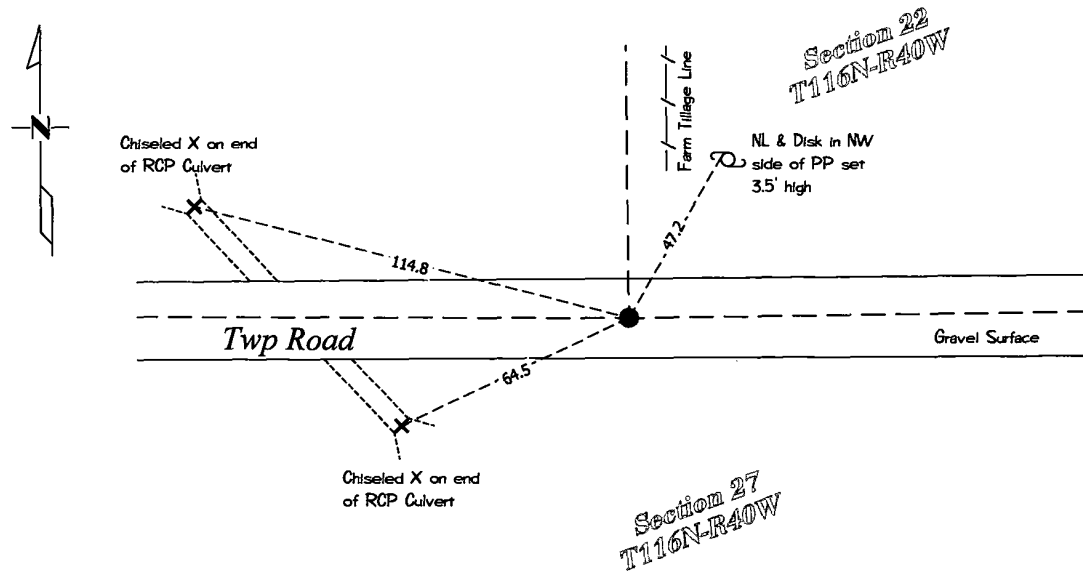 Section 22
T116N-R40W
N
Farm Tillage Line
Chiseled X on end
of RCP Culvert
NL & Disk in NW
side of PP set
3.5' high
47.2
114.8
Twp Road
Gravel Surface
64.5
Chiseled X on end
of RCP Culvert
Section 27
T116N-R40W